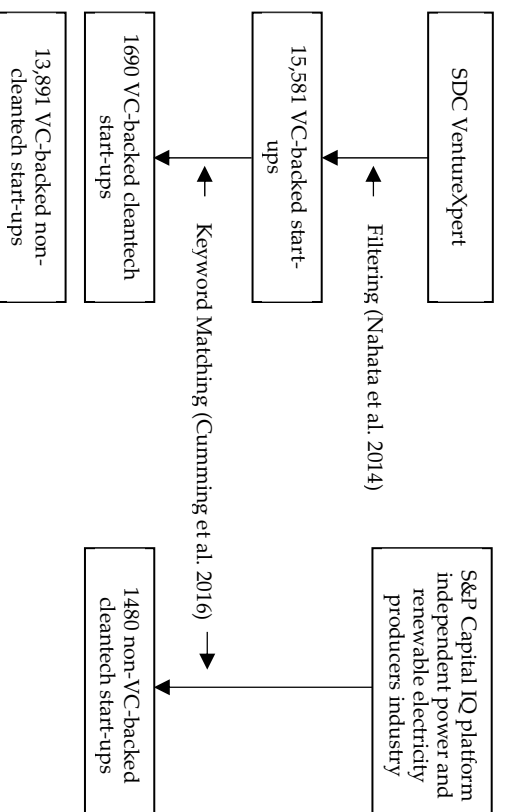 SDC VentureXpert
Filtering (Nahata et al. 2014)
15,581 VC-backed start-
ups
Keyword Matching (Cumming et al. 2016)
1690 VC-backed cleantech
start-ups
13,891 VC-backed non-
cleantech start-ups
S&P Capital IQ platform
independent power and
renewable electricity
producers industry
1480 non-VC-backed
cleantech start-ups